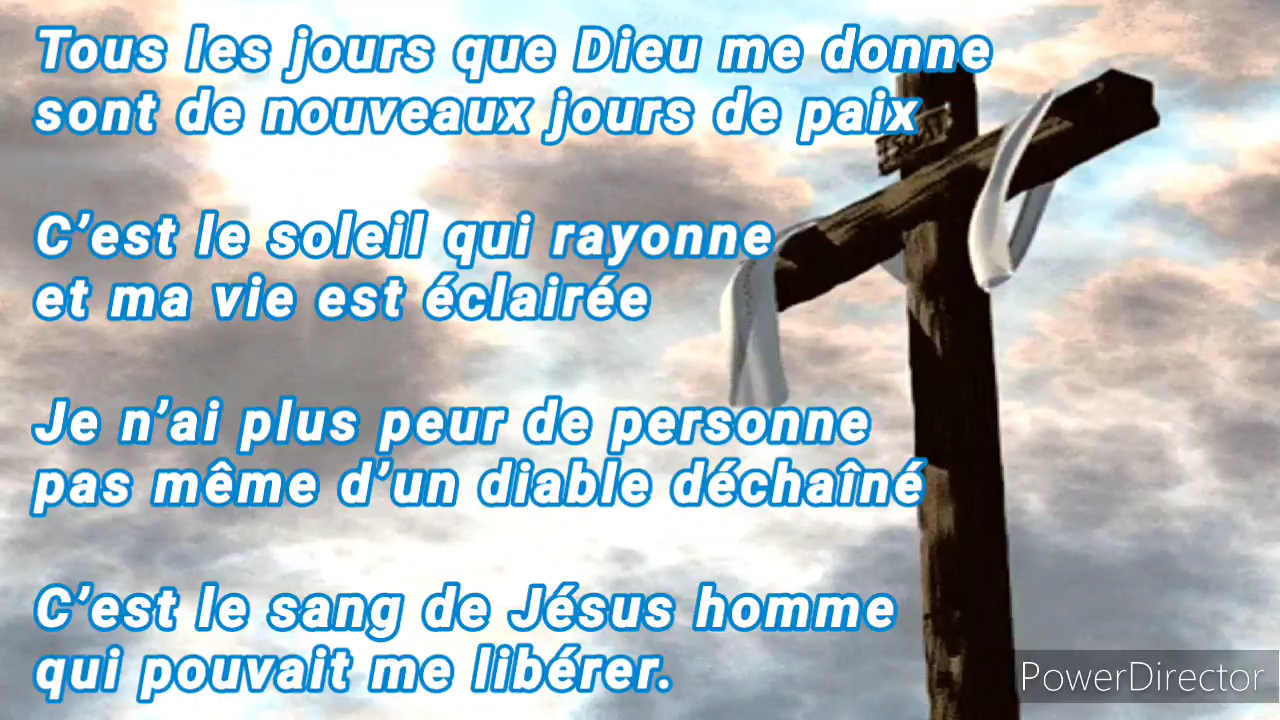 Tous les jours que Dieu me donne
sont de nouveaux jours de paix
C’est le soleil qui rayonne
et ma vie est éclairée
Je n’ai plus peur de personne
pas même d’un diable déchaîné
C’est le sang de Jésus homme
qui pouvait me libérer.
PowerDirector